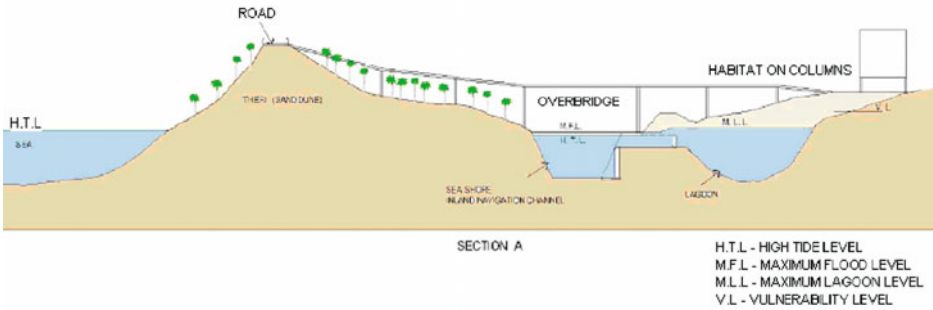 ROAD
HABITAT ON COLUMNS
THERI (SAND DUNE)
OVERBRIDGE
V.L
H.T.L
M.F.L
M.L.L
H.T.L
SEA
SEA SHORE
INLAND NAVIGATION CHANNEL
LAGOON
SECTION A
H.T.L - HIGH TIDE LEVEL
M.F.L - MAXIMUM FLOOD LEVEL
M.L.L - MAXIMUM LAGOON LEVEL
V.L - VULNERABILITY LEVEL